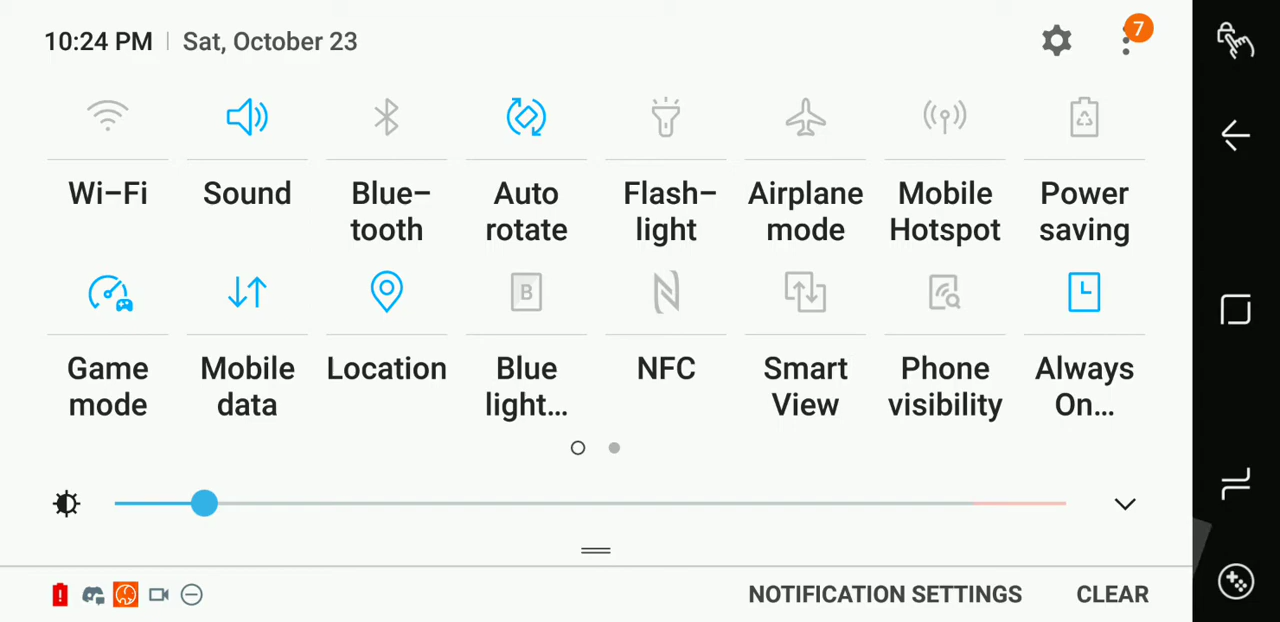 10:24 PM | Sat, October 23
7
Wi-Fi Sound Blue- Auto Flash- Airplane Mobile Power
tooth rotate light mode Hotspot saving
B
Game Mobile Location Blue NFC Smart Phone Always
mode data light... View visibility On...
NOTIFICATION SETTINGS CLEAR